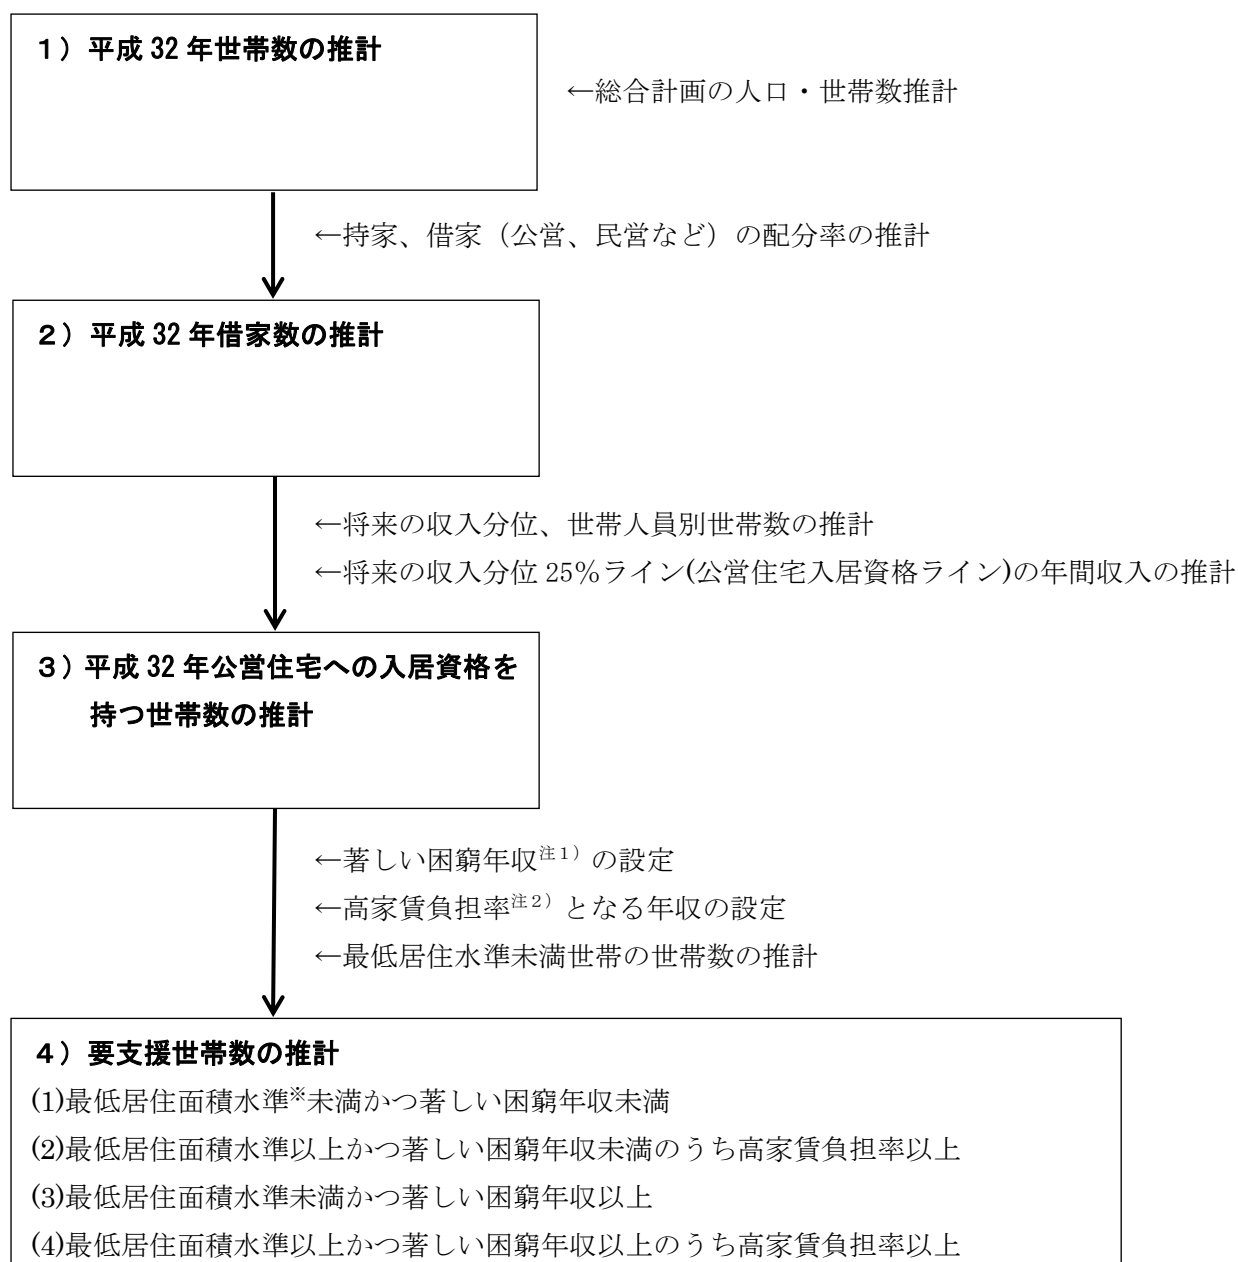 １）平成 32 年世帯数の推計
←総合計画の人口・世帯数推計
←持家、借家（公営、民営など）の配分率の推計
２）平成 32 年借家数の推計
←将来の収入分位、世帯人員別世帯数の推計
←将来の収入分位 25％ライン(公営住宅入居資格ライン)の年間収入の推計
３）平成 32 年公営住宅への入居資格を
持つ世帯数の推計
←著しい困窮年収注１）の設定
←高家賃負担率注２）となる年収の設定
←最低居住水準未満世帯の世帯数の推計
４）要支援世帯数の推計
(1)最低居住面積水準※未満かつ著しい困窮年収未満
(2)最低居住面積水準以上かつ著しい困窮年収未満のうち高家賃負担率以上
(3)最低居住面積水準未満かつ著しい困窮年収以上
(4)最低居住面積水準以上かつ著しい困窮年収以上のうち高家賃負担率以上